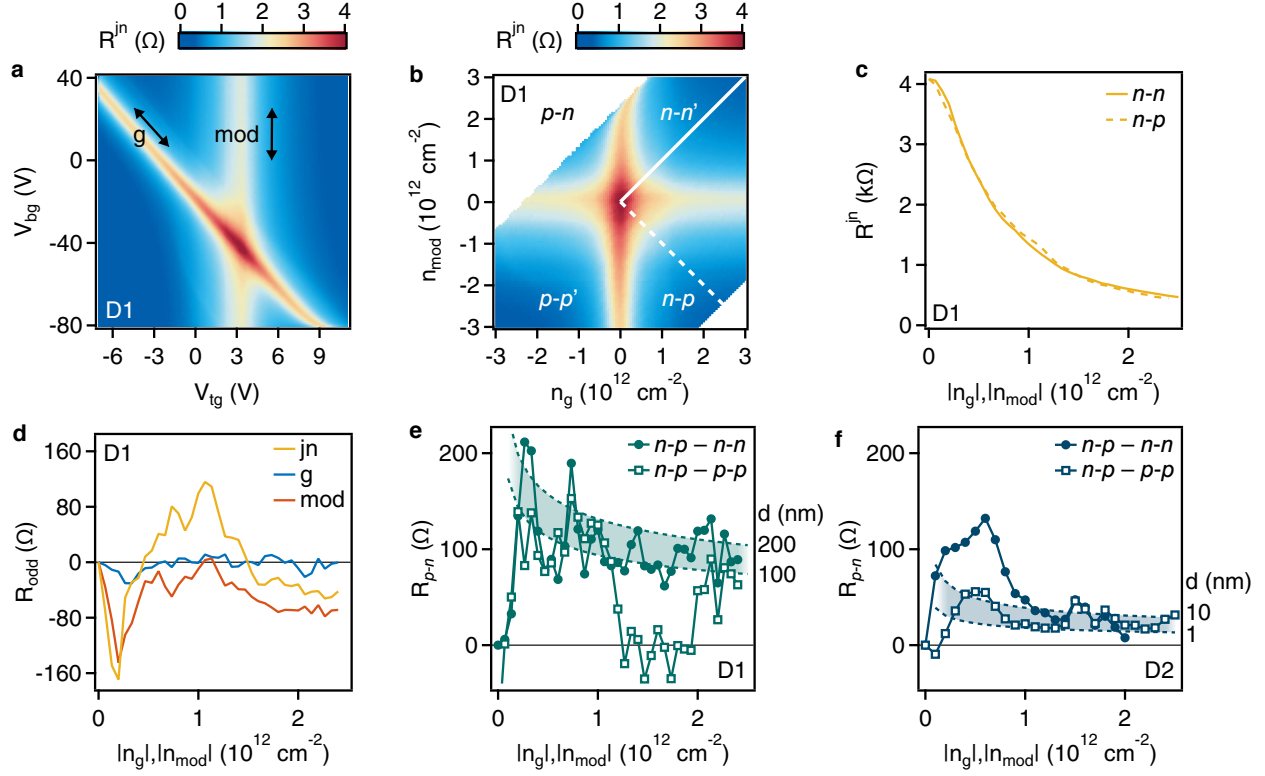 0 1 2 3 4
R^jn (Ω)
0 1 2 3 4
R^jn (Ω)
a
40
0
-40
-80
V_bg (V)
g
mod
D1
-6 -3 0 3 6 9
V_tg (V)
b
3
2
1
0
-1
-2
-3
n_mod (10^12 cm^-2)
D1
p-n
n-n’
p-p’
n-p
-3 -2 -1 0 1 2 3
n_g (10^12 cm^-2)
c
4
3
2
1
0
R^jn (kΩ)
n-n
n-p
D1
0 1 2
|n_g|,|n_mod| (10^12 cm^-2)
d
160
80
0
-80
-160
R_odd (Ω)
D1
jn
g
mod
0 1 2
|n_g|,|n_mod| (10^12 cm^-2)
e
200
100
0
R_p-n (Ω)
n-p – n-n
n-p – p-p
d (nm)
200
100
D1
0 1 2
|n_g|,|n_mod| (10^12 cm^-2)
f
200
100
0
R_p-n (Ω)
n-p – n-n
n-p – p-p
d (nm)
10
1
D2
0 1 2
|n_g|,|n_mod| (10^12 cm^-2)